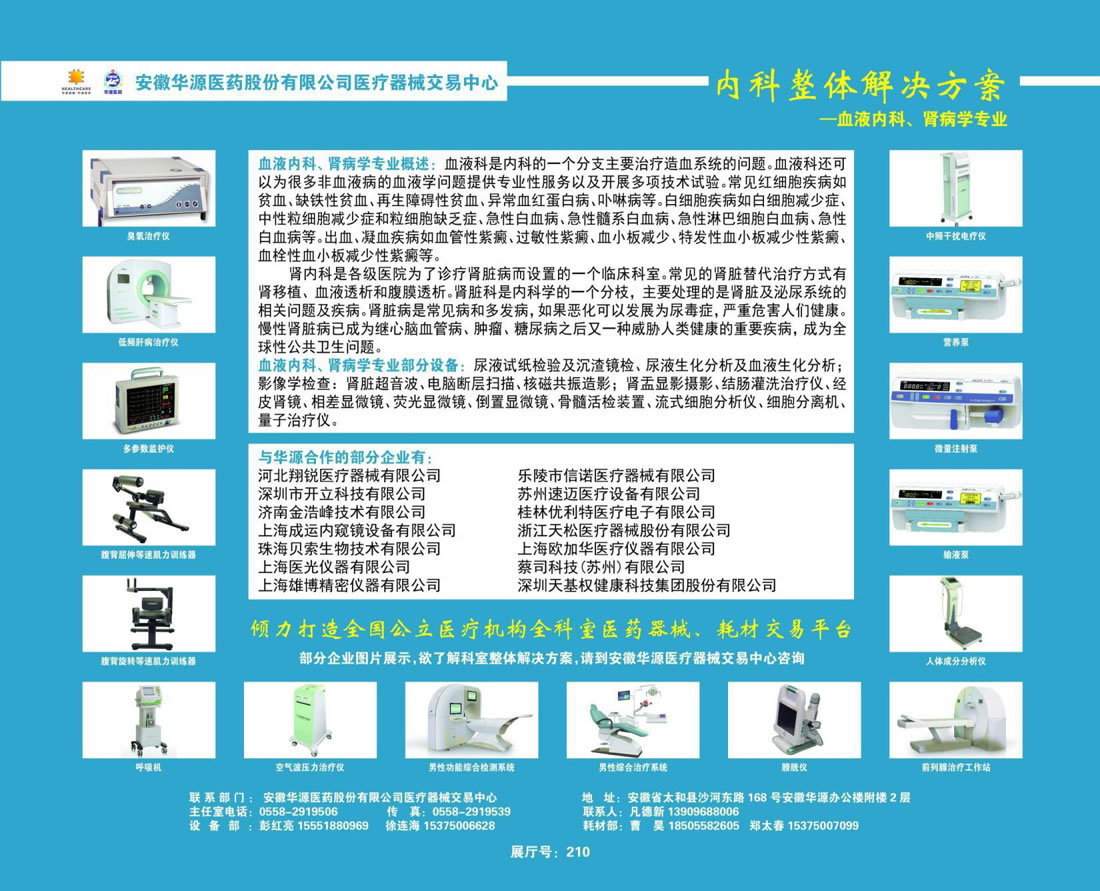 HEALTHCARE
华源医药
安徽华源医药股份有限公司医疗器械交易中心
内科整体解决方案
—血液内科、肾病学专业
血液内科、肾病学专业概述：血液科是内科的一个分支主要治疗造血系统的问题。血液科还可
以为很多非血液病的血液学问题提供专业性服务以及开展多项技术试验。常见红细胞疾病如
贫血、缺铁性贫血、再生障碍性贫血、异常血红蛋白病、卟啉病等。白细胞疾病如白细胞减少症、
中性粒细胞减少症和粒细胞缺乏症、急性白血病、急性髓系白血病、急性淋巴细胞白血病、急性
白血病等。出血、凝血疾病如血管性紫癜、过敏性紫癜、血小板减少、特发性血小板减少性紫癜、
血栓性血小板减少性紫癜等。
肾内科是各级医院为了诊疗肾脏病而设置的一个临床科室。常见的肾脏替代治疗方式有
肾移植、血液透析和腹膜透析。肾脏科是内科学的一个分枝，主要处理的是肾脏及泌尿系统的
相关问题及疾病。肾脏病是常见病和多发病，如果恶化可以发展为尿毒症，严重危害人们健康。
慢性肾脏病已成为继心脑血管病、肿瘤、糖尿病之后又一种威胁人类健康的重要疾病，成为全
球性公共卫生问题。
血液内科、肾病学专业部分设备：尿液试纸检验及沉渣镜检、尿液生化分析及血液生化分析；
影像学检查：肾脏超音波、电脑断层扫描、核磁共振造影；肾盂显影摄影、结肠灌洗治疗仪、经
皮肾镜、相差显微镜、荧光显微镜、倒置显微镜、骨髓活检装置、流式细胞分析仪、细胞分离机、
量子治疗仪。
臭氧治疗仪
低频肝病治疗仪
多参数监护仪
腹背屈伸等速肌力训练器
腹背旋转等速肌力训练器
中频干扰电疗仪
营养泵
微量注射泵
输液泵
人体成分分析仪
与华源合作的部分企业有：
河北翔锐医疗器械有限公司 乐陵市信诺医疗器械有限公司
深圳市开立科技有限公司 苏州速迈医疗设备有限公司
济南金浩峰技术有限公司 桂林优利特医疗电子有限公司
上海成运内窥镜设备有限公司 浙江天松医疗器械股份有限公司
珠海贝索生物技术有限公司 上海欧加华医疗仪器有限公司
上海医光仪器有限公司 蔡司科技(苏州)有限公司
上海雄博精密仪器有限公司 深圳天基权健康科技集团股份有限公司
倾力打造全国公立医疗机构全科室医药器械、耗材交易平台
部分企业图片展示，欲了解科室整体解决方案，请到安徽华源医疗器械交易中心咨询
呼吸机
空气波压力治疗仪
男性功能综合检测系统
男性综合治疗系统
膀胱仪
前列腺治疗工作站
联系部门：安徽华源医药股份有限公司医疗器械交易中心
主任室电话：0558-2919506 传 真：0558-2919539
设 备 部：彭红亮 15551880969 徐连海 15375006628
地 址：安徽省太和县沙河东路 168 号安徽华源办公楼附楼 2 层
联系人：凡德新 13909688006
耗材部：曹 昊 18505582605 郑太春 15375007099
展厅号：210